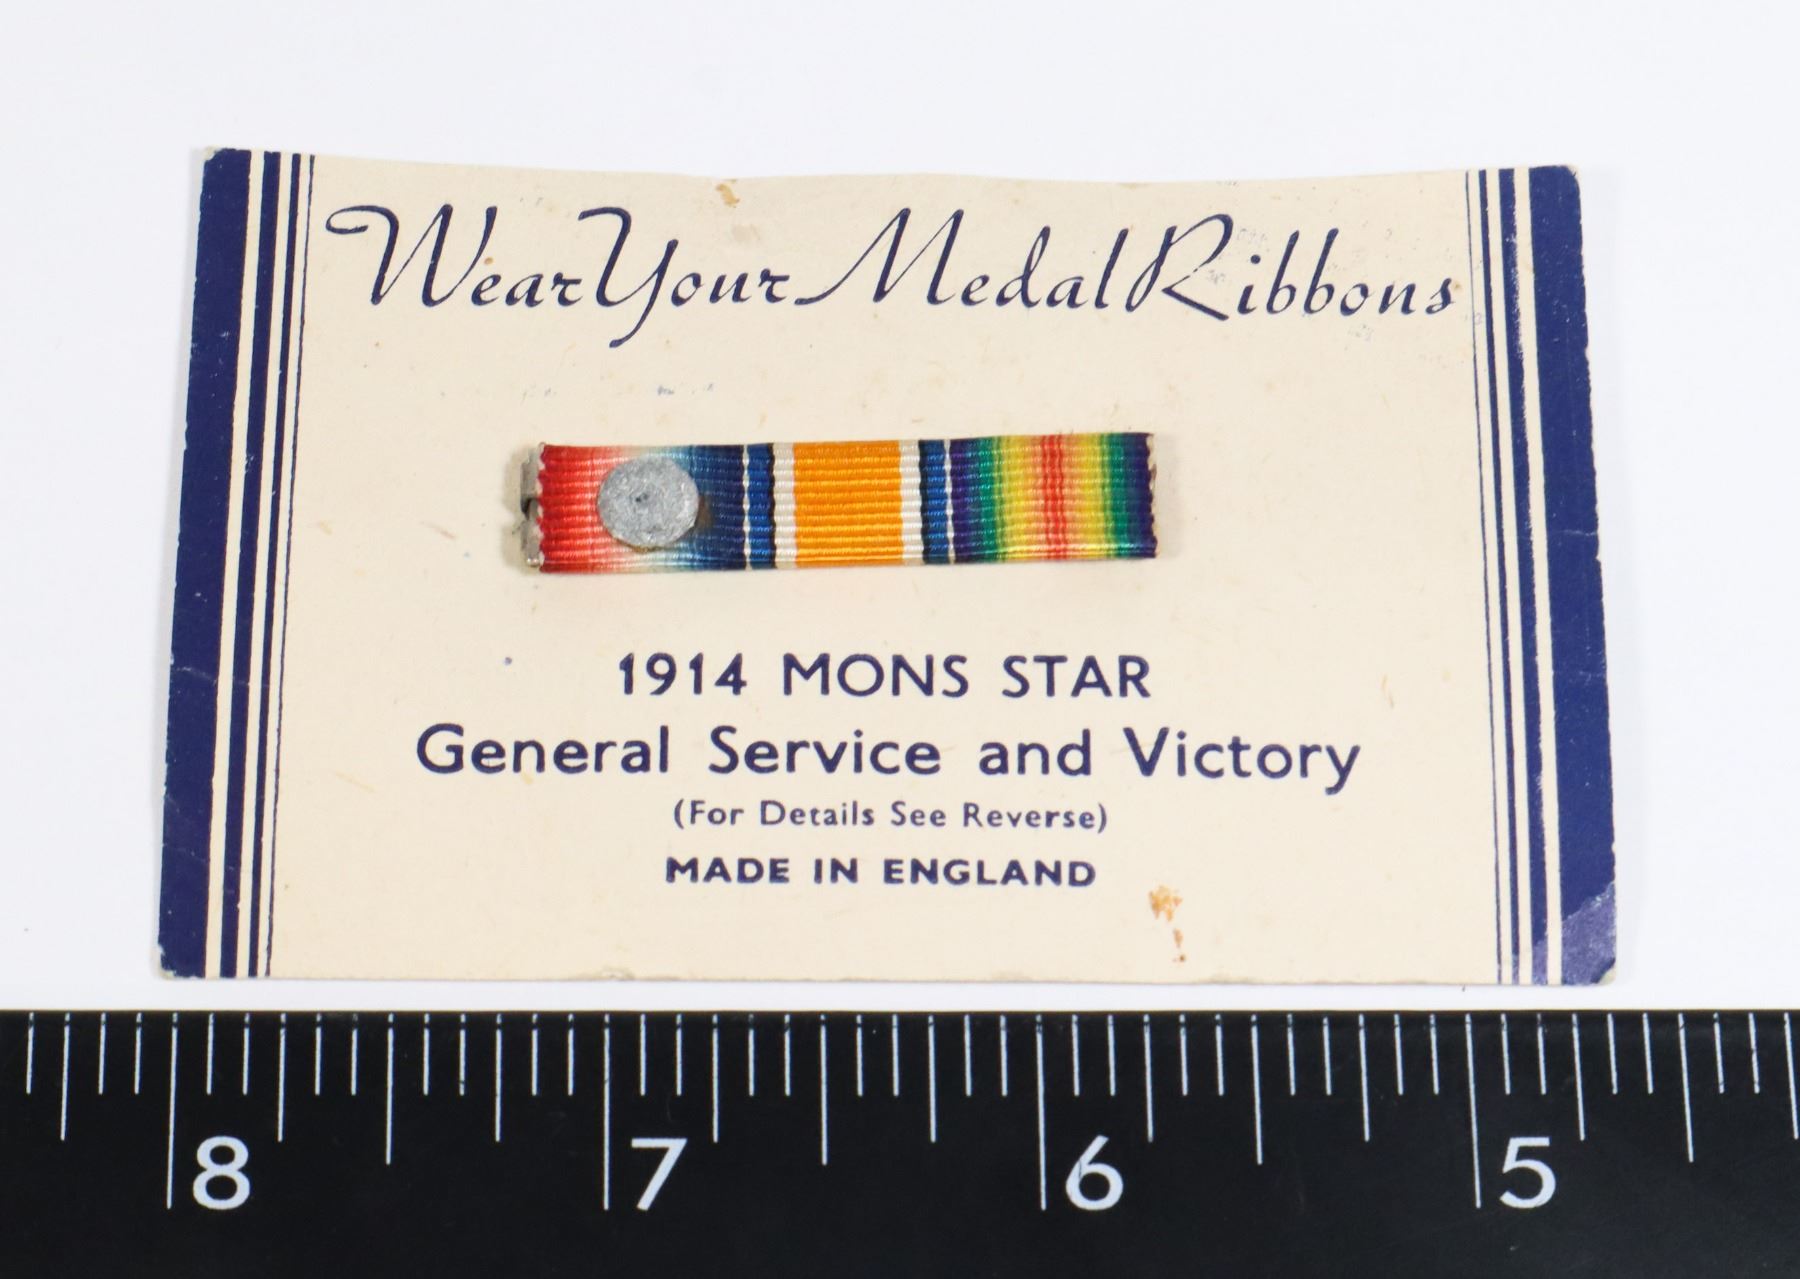 Wear Your Medal Ribbons
1914 MONS STAR
General Service and Victory
(For Details See Reverse)
MADE IN ENGLAND
8 7 6 5